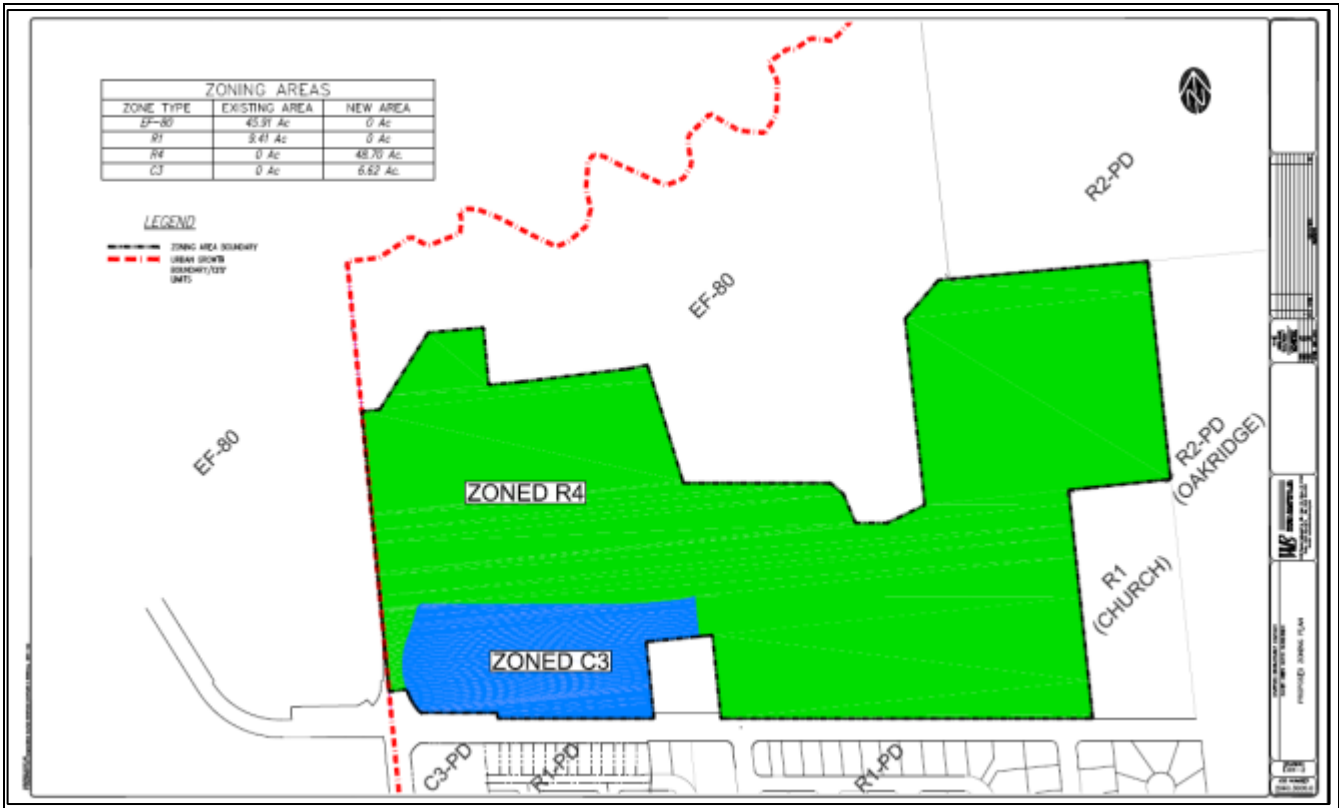 ZONING AREAS
ZONE TYPE EXISTING AREA NEW AREA
EF-80 45.91 Ac 0 Ac
R1 9.41 Ac 0 Ac
R4 0 Ac 48.70 Ac.
C3 0 Ac 6.62 Ac.
LEGEND
ZONING AREA BOUNDARY
URBAN GROWTH
BOUNDARY/CITY
LIMITS
R2-PD
EF-80
EF-80
R2-PD
(OAKRIDGE)
ZONED R4
R1
(CHURCH)
ZONED C3
C3-PD
R1-PD
R1-PD
PROPOSED ZONING PLAN